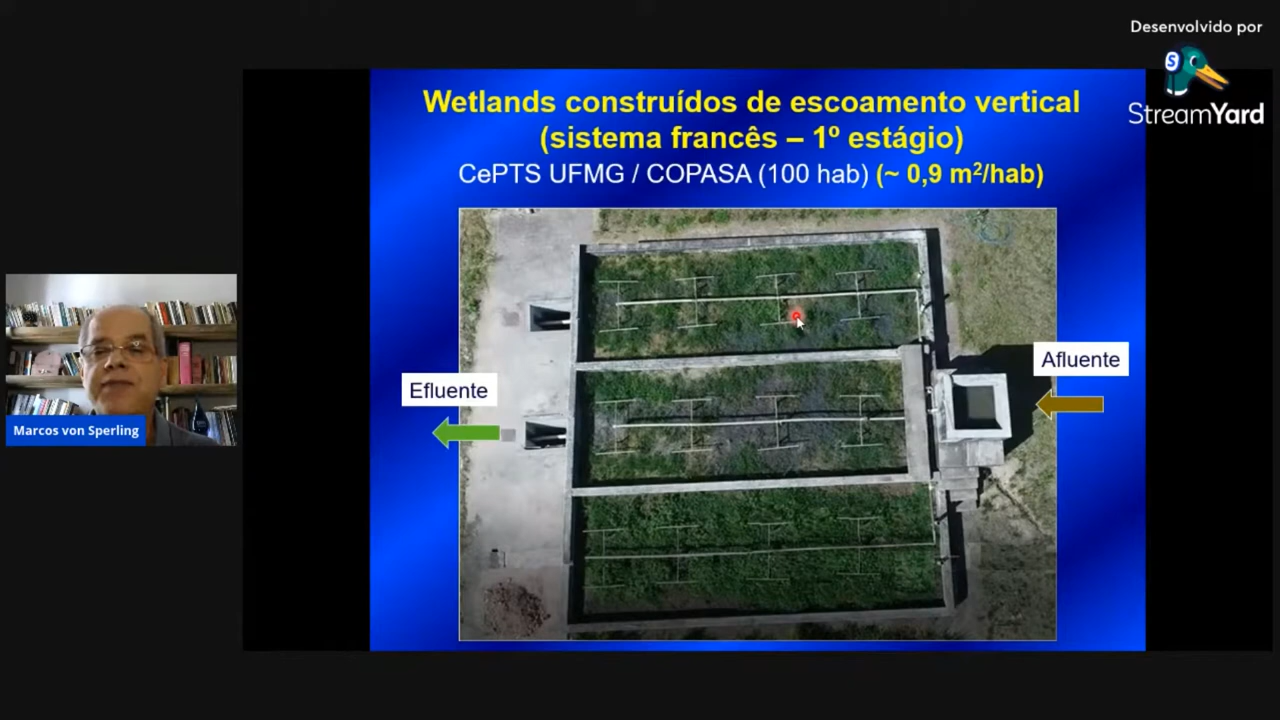 Desenvolvido por
S
StreamYard
Wetlands construídos de escoamento vertical
(sistema francês – 1º estágio)
CePTS UFMG / COPASA (100 hab) (~ 0,9 m²/hab)
Afluente
Efluente
Marcos von Sperling